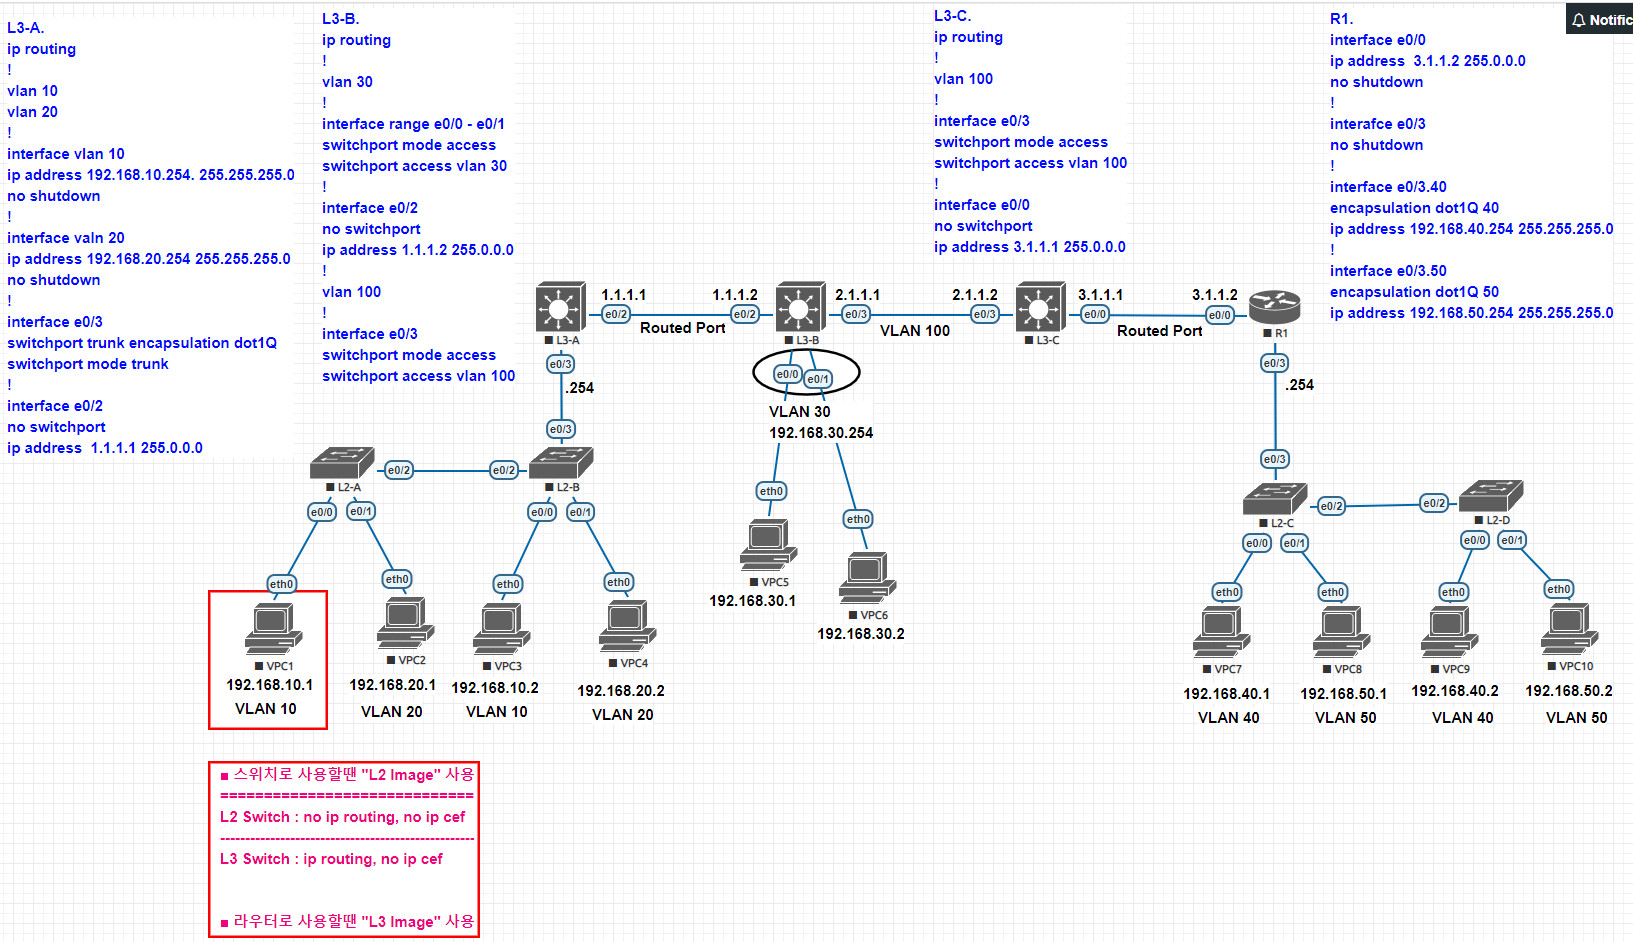 L3-A.
ip routing
!
vlan 10
vlan 20
!
interface vlan 10
ip address 192.168.10.254. 255.255.255.0
no shutdown
!
interface valn 20
ip address 192.168.20.254 255.255.255.0
no shutdown
!
interface e0/3
switchport trunk encapsulation dot1Q
switchport mode trunk
!
interface e0/2
no switchport
ip address  1.1.1.1 255.0.0.0
L3-B.
ip routing
!
vlan 30
!
interface range e0/0 - e0/1
switchport mode access
switchport access vlan 30
!
interface e0/2
no switchport
ip address 1.1.1.2 255.0.0.0
!
vlan 100
!
interface e0/3
switchport mode access
switchport access vlan 100
L3-C.
ip routing
!
vlan 100
!
interface e0/3
switchport mode access
switchport access vlan 100
!
interface e0/0
no switchport
ip address 3.1.1.1 255.0.0.0
R1.
interface e0/0
ip address  3.1.1.2 255.0.0.0
no shutdown
!
interafce e0/3
no shutdown
!
interface e0/3.40
encapsulation dot1Q 40
ip address 192.168.40.254 255.255.255.0
!
interface e0/3.50
encapsulation dot1Q 50
ip address 192.168.50.254 255.255.255.0
Notific
1.1.1.1 1.1.1.2 2.1.1.1 2.1.1.2 3.1.1.1 3.1.1.2
e0/2 e0/2 e0/3 e0/3 e0/0 e0/0
Routed Port VLAN 100 Routed Port
L3-A L3-B L3-C R1
e0/3 e0/0 e0/1 e0/3
.254 .254
VLAN 30
192.168.30.254
e0/3 e0/3
e0/2 e0/2
L2-A L2-B
e0/0 e0/1 e0/0 e0/1
e0/2 e0/2
L2-C L2-D
e0/0 e0/1 e0/0 e0/1
eth0 eth0
VPC5
192.168.30.1
VPC6
192.168.30.2
eth0 eth0 eth0 eth0
VPC1 VPC2 VPC3 VPC4
192.168.10.1 192.168.20.1 192.168.10.2 192.168.20.2
VLAN 10 VLAN 20 VLAN 10 VLAN 20
eth0 eth0 eth0 eth0
VPC7 VPC8 VPC9 VPC10
192.168.40.1 192.168.50.1 192.168.40.2 192.168.50.2
VLAN 40 VLAN 50 VLAN 40 VLAN 50
■ 스위치로 사용할땐 "L2 Image" 사용
=============================
L2 Switch : no ip routing, no ip cef
--------------------------------------------------
L3 Switch : ip routing, no ip cef
■ 라우터로 사용할땐 "L3 Image" 사용